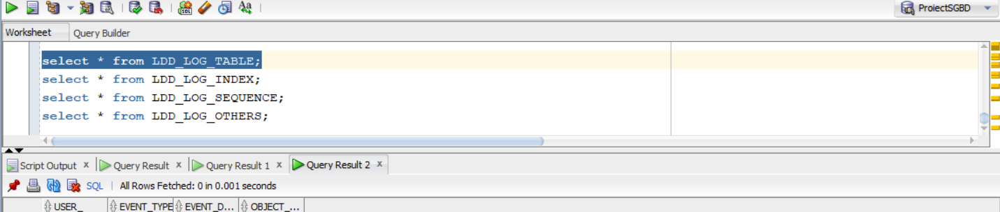 SQL Aa
ProiectSGBD
Worksheet Query Builder
select * from LDD_LOG_TABLE;
select * from LDD_LOG_INDEX;
select * from LDD_LOG_SEQUENCE;
select * from LDD_LOG_OTHERS;
Script Output x Query Result x Query Result 1 x Query Result 2 x
SQL | All Rows Fetched: 0 in 0.001 seconds
USER_ EVENT_TYPE EVENT_D... OBJECT_...